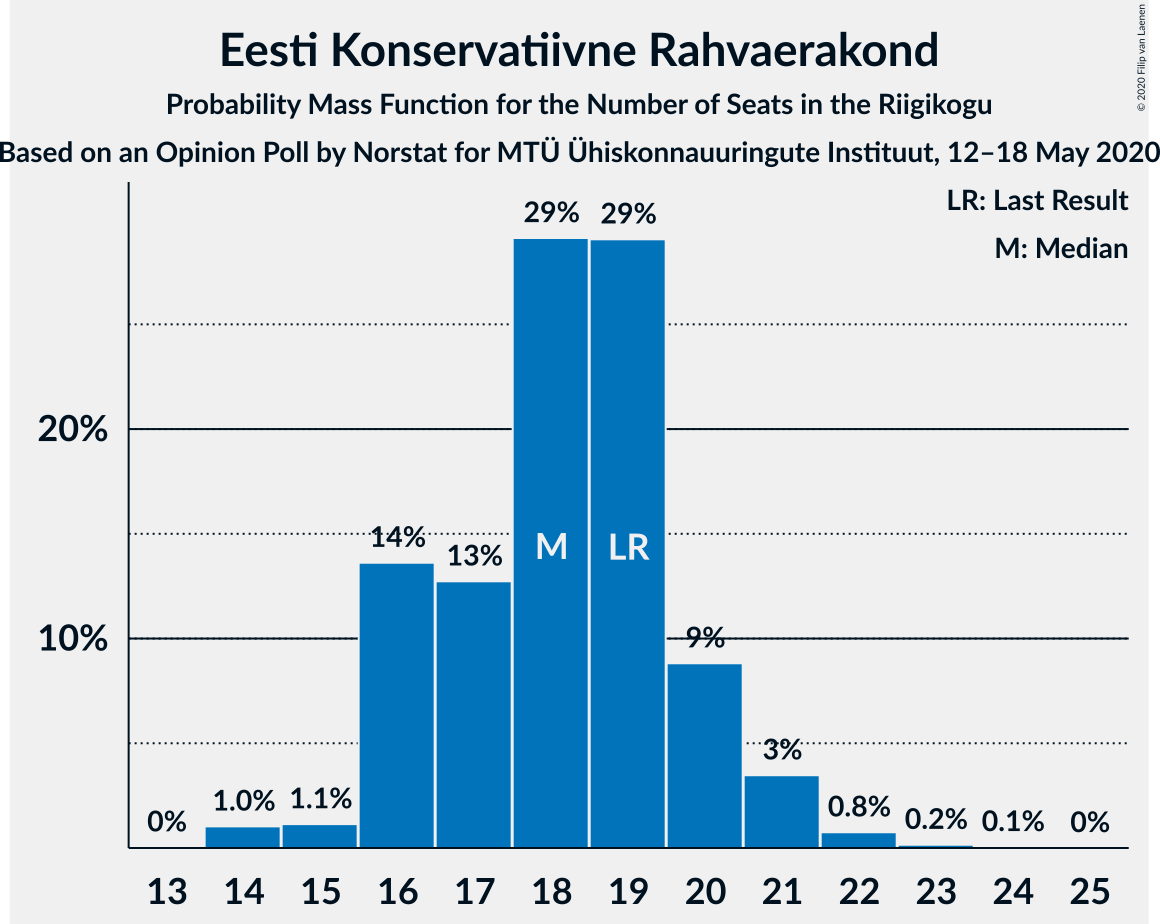 Eesti Konservatiivne Rahvaerakond
Probability Mass Function for the Number of Seats in the Riigikogu
Based on an Opinion Poll by Norstat for MTÜ Ühiskonnauuringute Instituut, 12–18 May 2020
© 2020 Filip van Laenen
LR: Last Result
M: Median
29% 29%
20%
14% 13%
M LR
10%
9%
3%
0% 1.0% 1.1% 0.8% 0.2% 0.1% 0%
13 14 15 16 17 18 19 20 21 22 23 24 25